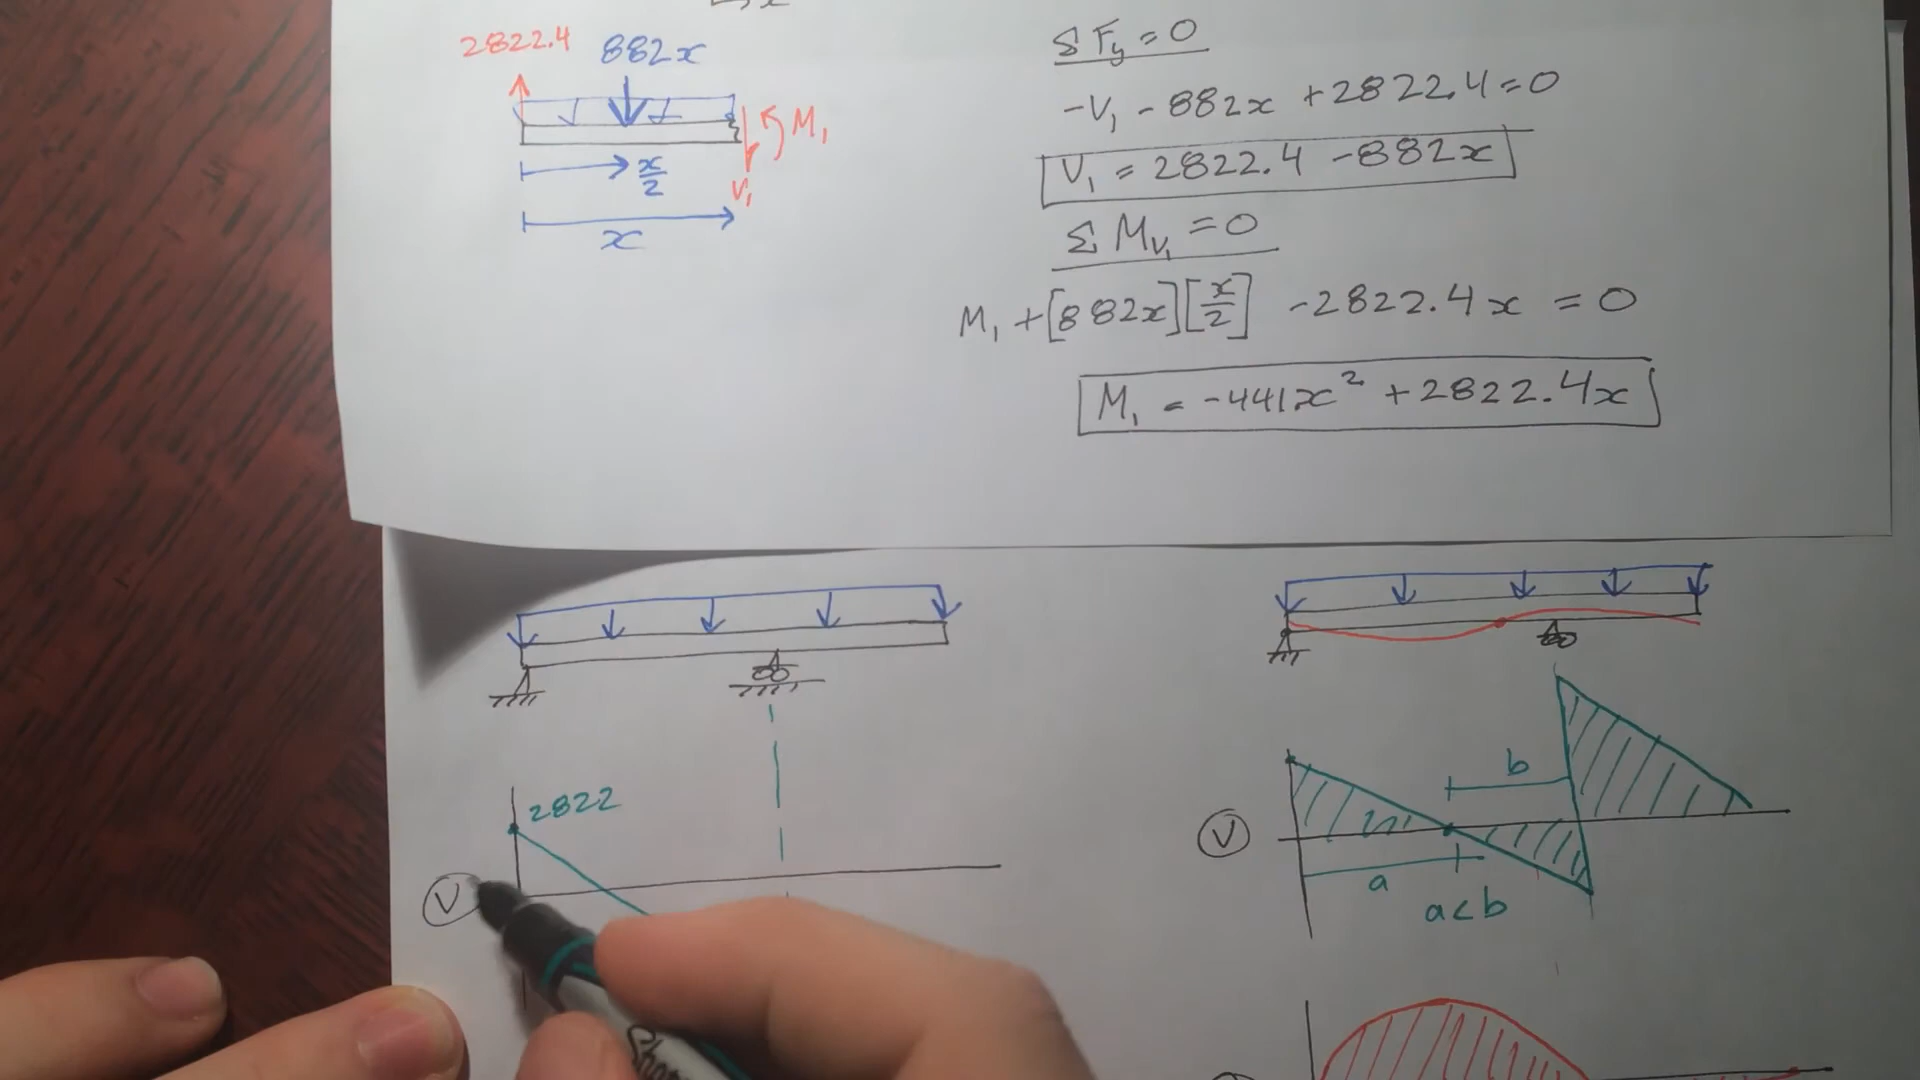 2822.4 882x
M₁
x/2
V₁
x
ΣFy = 0
-V₁ - 882x + 2822.4 = 0
V₁ = 2822.4 - 882x
ΣMv₁ = 0
M₁ + [882x][x/2] - 2822.4x = 0
M₁ = -441x² + 2822.4x
2822
V
b
V
a
a<b